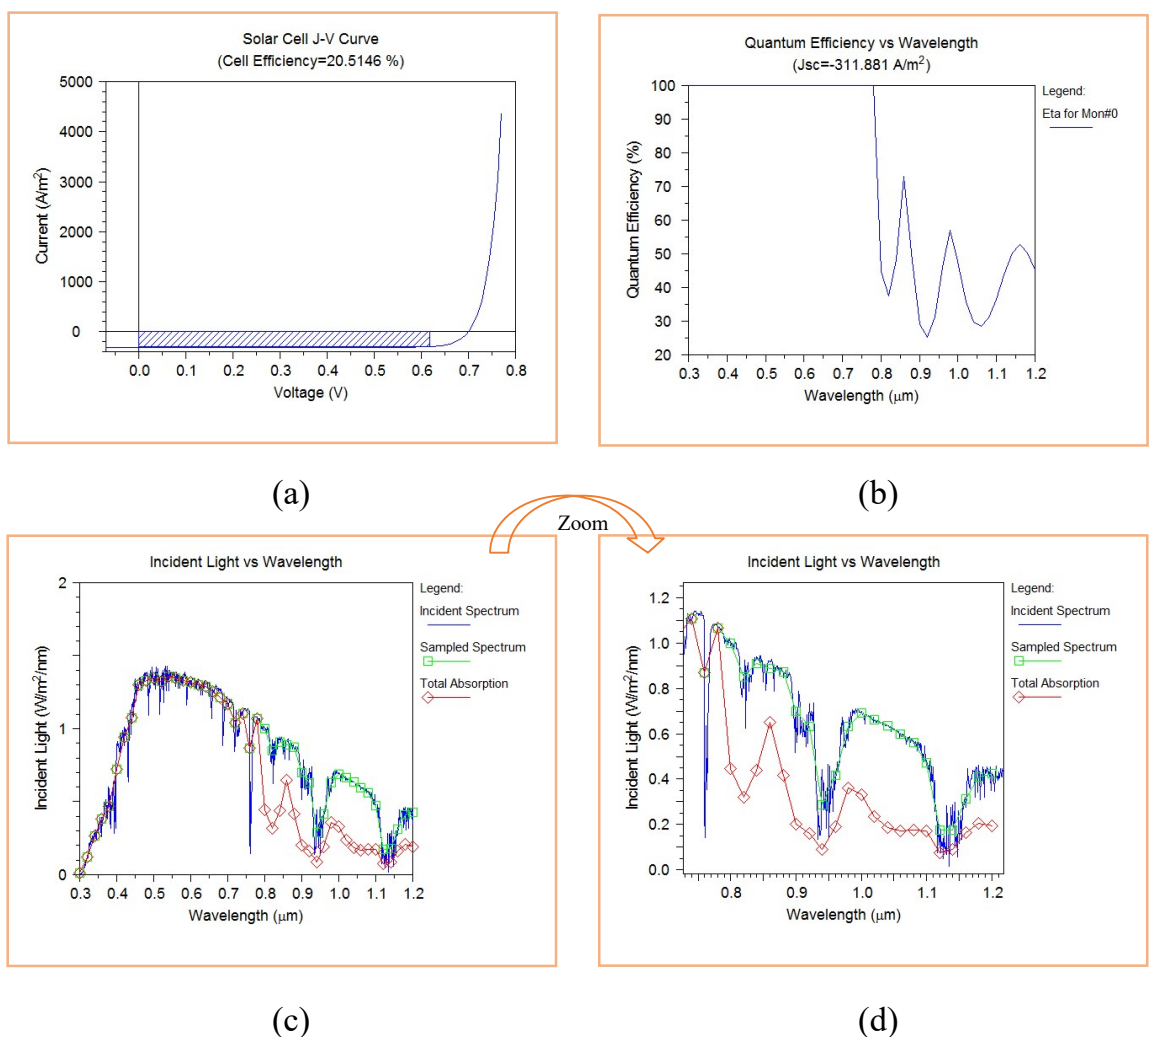 Solar Cell J-V Curve
(Cell Efficiency=20.5146 %)
5000
4000
3000
2000
1000
0
Current (A/m²)
0.0 0.1 0.2 0.3 0.4 0.5 0.6 0.7 0.8
Voltage (V)
(a)
Quantum Efficiency vs Wavelength
(Jsc=-311.881 A/m²)
100
90
80
70
60
50
40
30
20
Quantum Efficiency (%)
0.3 0.4 0.5 0.6 0.7 0.8 0.9 1.0 1.1 1.2
Wavelength (μm)
Legend:
Eta for Mon#0
(b)
Zoom
Incident Light vs Wavelength
2
1
0
Incident Light (W/m²/nm)
0.3 0.4 0.5 0.6 0.7 0.8 0.9 1.0 1.1 1.2
Wavelength (μm)
Legend:
Incident Spectrum
Sampled Spectrum
Total Absorption
(c)
Incident Light vs Wavelength
1.2
1.0
0.8
0.6
0.4
0.2
0.0
Incident Light (W/m²/nm)
0.8 0.9 1.0 1.1 1.2
Wavelength (μm)
Legend:
Incident Spectrum
Sampled Spectrum
Total Absorption
(d)